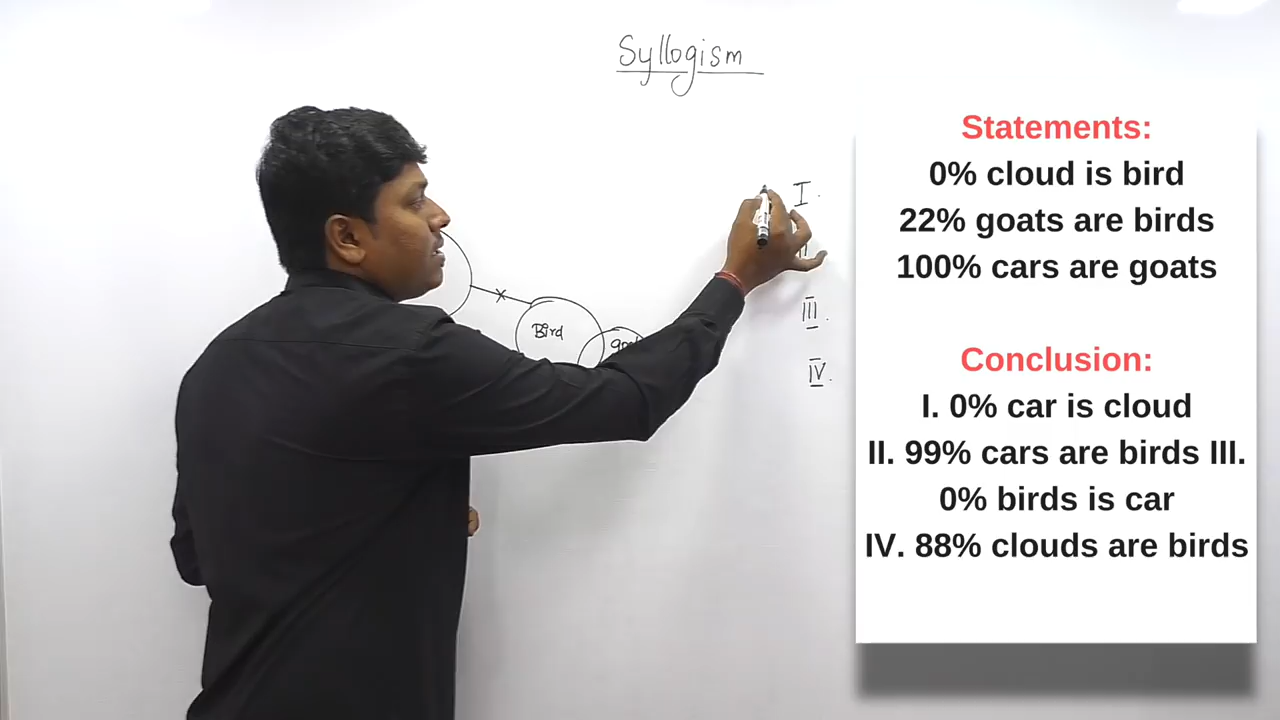 Syllogism
Bird
I.
III.
IV.
Statements:
0% cloud is bird
22% goats are birds
100% cars are goats
Conclusion:
I. 0% car is cloud
II. 99% cars are birds III.
0% birds is car
IV. 88% clouds are birds